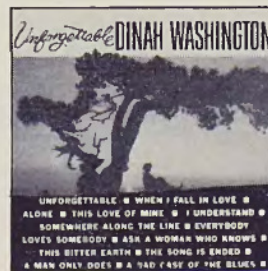 Unforgettable DINAH WASHINGTON
UNFORGETTABLE ■ WHEN I FALL IN LOVE ■
ALONE ■ THIS LOVE OF MINE ■ I UNDERSTAND ■
SOMEWHERE ALONG THE LINE ■ EVERYBODY
LOVES SOMEBODY ■ ASK A WOMAN WHO KNOWS ■
THIS BITTER EARTH ■ THE SONG IS ENDED ■
A MAN ONLY DOES ■ A BAD CASE OF THE BLUES ■